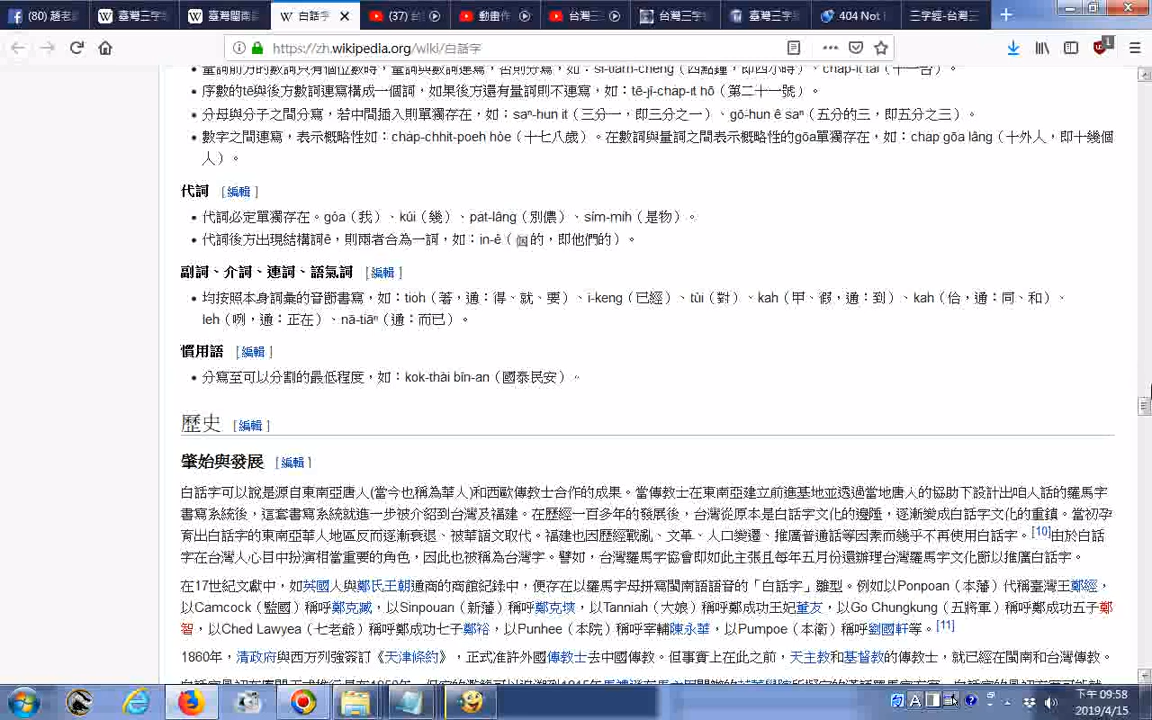 (80) 趙老
臺灣三字
臺灣閩南
白話字
(37) 台
動畫作
台灣三
台灣三字
臺灣三字
404 Not
三字經-台灣三
https://zh.wikipedia.org/wiki/白話字
序數的tē與後方數詞連寫構成一個詞，如果後方還有量詞則不連寫，如：tē-jī-cha̍p-it hō（第二十一號）。
分母與分子之間分寫，若中間插入則單獨存在，如：saⁿ-hun it（三分一，即三分之一）、gō͘-hun ê saⁿ（五分的三，即五分之三）。
數字之間連寫，表示概略性如：cha̍p-chhit-poeh hòe（十七八歲）。在數詞與量詞之間表示概略性的gōa單獨存在，如：cha̍p gōa lâng（十外人，即十幾個
人）。
代詞 [編輯]
代詞必定單獨存在。góa（我）、kúi（幾）、pa̍t-lâng（別儂）、sím-mih（是物）。
代詞後方出現結構詞ê，則兩者合為一詞，如：in-ê（𪜶的，即他們的）。
副詞、介詞、連詞、語氣詞 [編輯]
均按照本身詞彙的音節書寫，如：tio̍h（著，通：得、就、要）、í-keng（已經）、tùi（對）、kah（甲、徦，通：到）、kah（佮，通：同、和）、
leh（咧，通：正在）、nā-tiāⁿ（通：而已）。
慣用語 [編輯]
分寫至可以分割的最低程度，如：kok-thài bîn-an（國泰民安）。
歷史 [編輯]
肇始與發展 [編輯]
白話字可以說是源自東南亞唐人(當今也稱為華人)和西歐傳教士合作的成果。當傳教士在東南亞建立前進基地並透過當地唐人的協助下設計出咱人話的羅馬字
書寫系統後，這套書寫系統就進一步被介紹到台灣及福建。在歷經一百多年的發展後，台灣從原本是白話字文化的邊陲，逐漸變成白話字文化的重鎮。當初孕
育出白話字的東南亞華人地區反而逐漸衰退、被華語文取代。福建也因歷經戰亂、文革、人口變遷、推廣普通話等因素而幾乎不再使用白話字。[10]由於白話
字在台灣人心目中扮演相當重要的角色，因此也被稱為台灣字。譬如，台灣羅馬字協會即如此主張且每年五月份還辦理台灣羅馬字文化節以推廣白話字。
在17世紀文獻中，如英國人與鄭氏王朝通商的商館紀錄中，便存在以羅馬字母拼寫閩南語語音的「白話字」雛型。例如以Ponpoan（本藩）代稱臺灣王鄭經，
以Camcock（監國）稱呼鄭克𡒉，以Sinpouan（新藩）稱呼鄭克塽，以Tanniah（大娘）稱呼鄭成功王妃董友，以Go Chungkung（五將軍）稱呼鄭成功五子鄭
智，以Ched Lawyea（七老爺）稱呼鄭成功七子鄭裕，以Punhee（本院）稱呼宰輔陳永華，以Pumpoe（本衛）稱呼劉國軒等。[11]
1860年，清政府與西方列強簽訂《天津條約》，正式准許外國傳教士去中國傳教。但事實上在此之前，天主教和基督教的傳教士，就已經在閩南和台灣傳教。
下午 09:58
2019/4/15